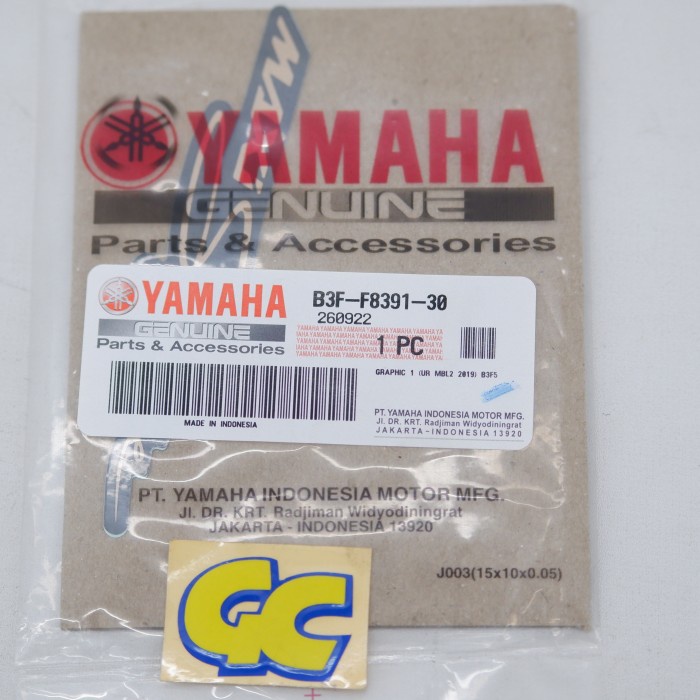 YAMAHA
GENUINE
Parts & Accessories
YAMAHA
GENUINE
Parts & Accessories
B3F-F8391-30
260922
1 PC
GRAPHIC 1 (UR MBL2 2019) B3F5
MADE IN INDONESIA
PT. YAMAHA INDONESIA MOTOR MFG.
Jl. DR. KRT. Radjiman Widyodiningrat
JAKARTA - INDONESIA 13920
PT. YAMAHA INDONESIA MOTOR MFG.
Jl. DR. KRT. Radjiman Widyodiningrat
JAKARTA - INDONESIA 13920
J003(15x10x0.05)
GC